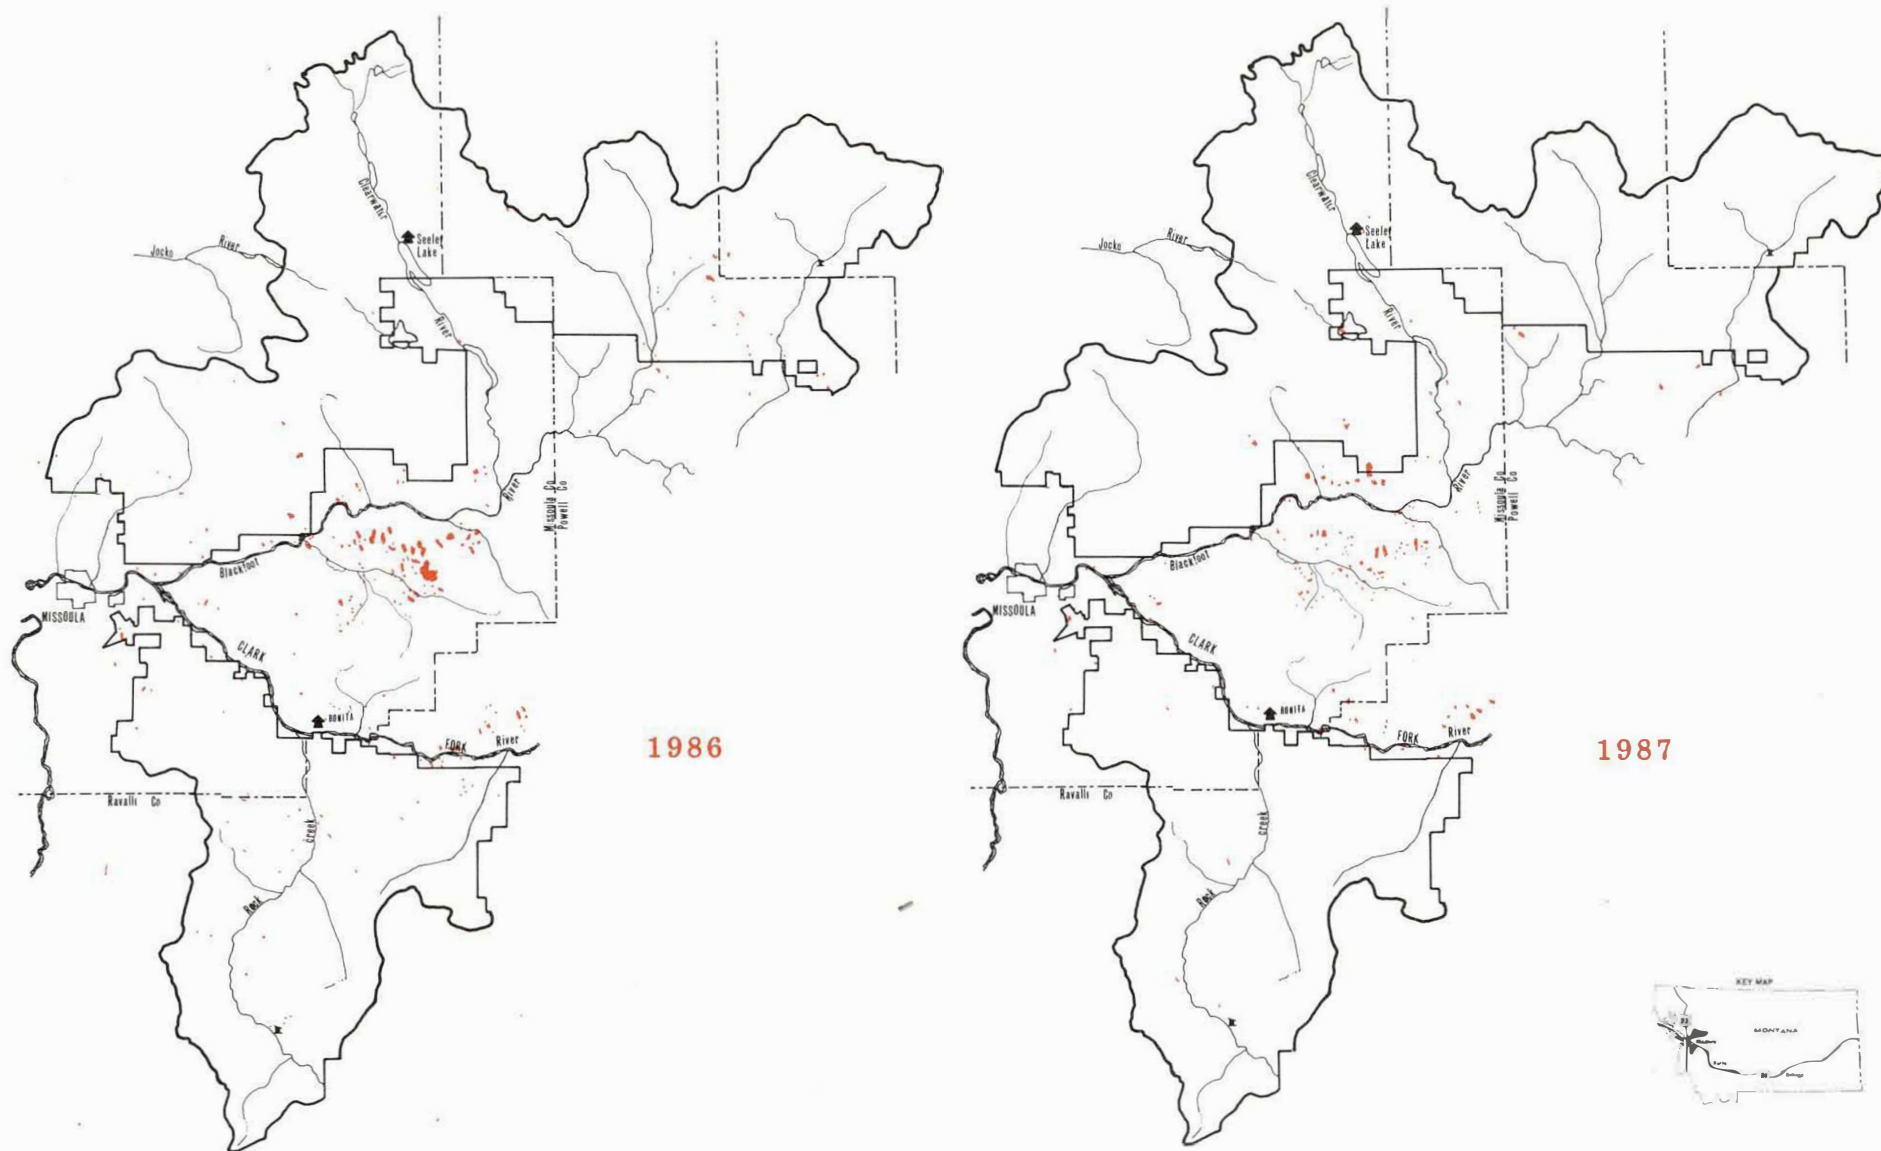 Clearwater
Seeley
Lake
Jocko
River
River
River
Missoula Co
Powell Co
Blackfoot
MISSOULA
CLARK
BONITA
FORK
River
1986
Ravalli Co
Creek
Rock
Clearwater
Seeley
Lake
Jocko
River
River
River
Missoula Co
Powell Co
Blackfoot
MISSOULA
CLARK
BONITA
FORK
River
1987
Ravalli Co
creek
Rock
KEY MAP
MONTANA
93